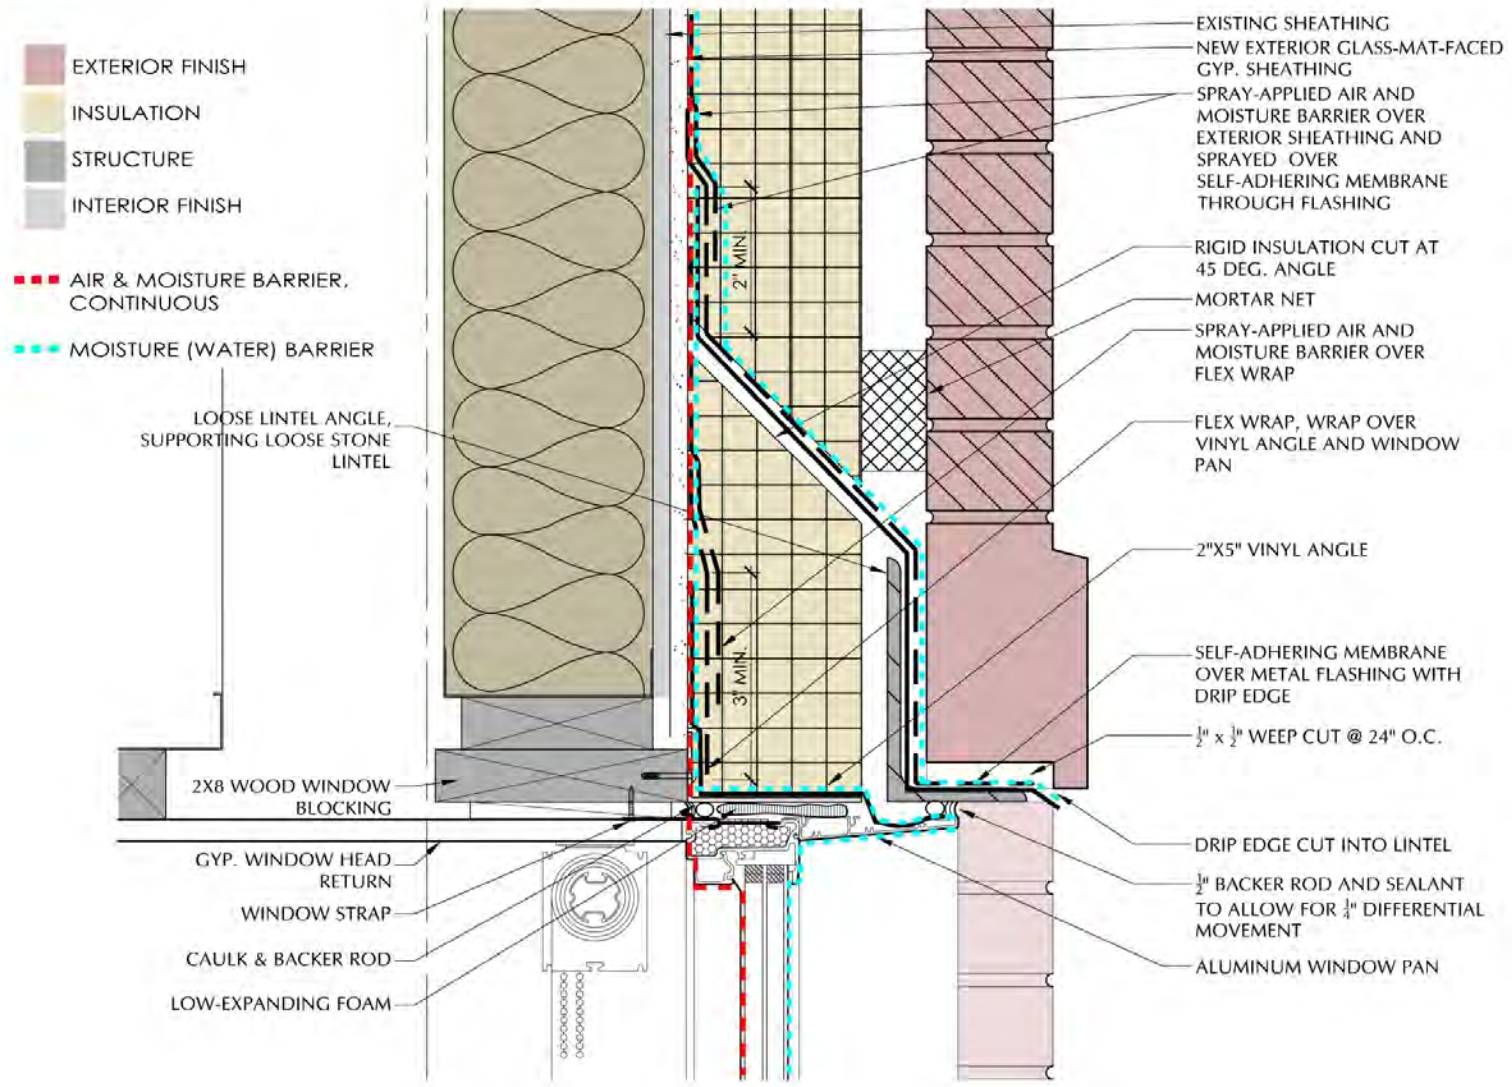 EXTERIOR FINISH
INSULATION
STRUCTURE
INTERIOR FINISH
AIR & MOISTURE BARRIER,
CONTINUOUS
MOISTURE (WATER) BARRIER
LOOSE LINTEL ANGLE,
SUPPORTING LOOSE STONE
LINTEL
2X8 WOOD WINDOW
BLOCKING
GYP. WINDOW HEAD
RETURN
WINDOW STRAP
CAULK & BACKER ROD
LOW-EXPANDING FOAM
2" MIN.
3" MIN.
EXISTING SHEATHING
NEW EXTERIOR GLASS-MAT-FACED
GYP. SHEATHING
SPRAY-APPLIED AIR AND
MOISTURE BARRIER OVER
EXTERIOR SHEATHING AND
SPRAYED OVER
SELF-ADHERING MEMBRANE
THROUGH FLASHING
RIGID INSULATION CUT AT
45 DEG. ANGLE
MORTAR NET
SPRAY-APPLIED AIR AND
MOISTURE BARRIER OVER
FLEX WRAP
FLEX WRAP, WRAP OVER
VINYL ANGLE AND WINDOW
PAN
2"X5" VINYL ANGLE
SELF-ADHERING MEMBRANE
OVER METAL FLASHING WITH
DRIP EDGE
½" x ½" WEEP CUT @ 24" O.C.
DRIP EDGE CUT INTO LINTEL
½" BACKER ROD AND SEALANT
TO ALLOW FOR ¼" DIFFERENTIAL
MOVEMENT
ALUMINUM WINDOW PAN